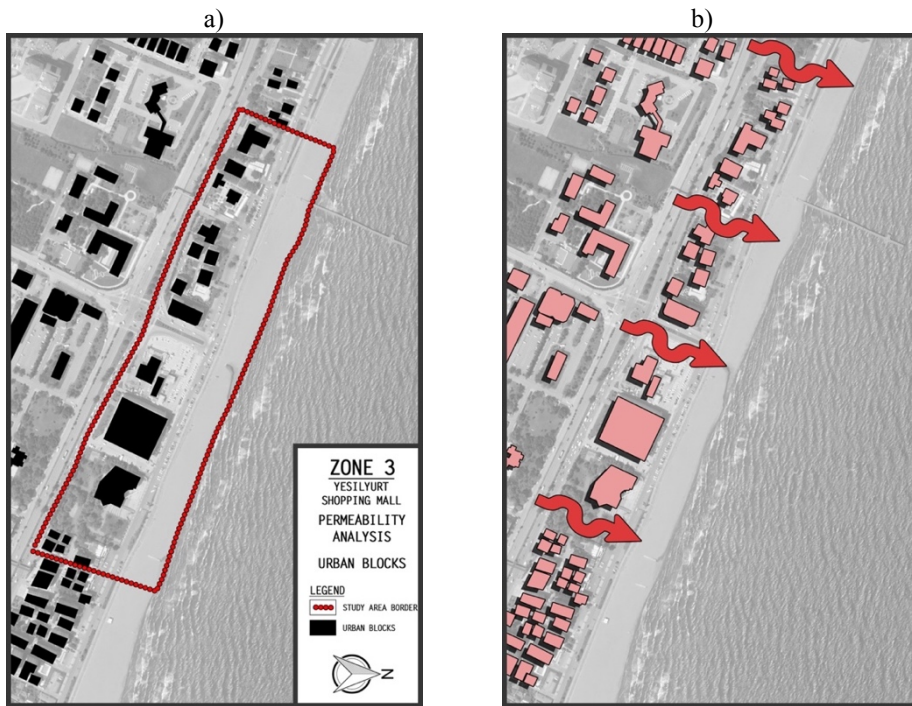 a)
b)
ZONE 3
YESILYURT
SHOPPING MALL
PERMEABILITY
ANALYSIS
URBAN BLOCKS
LEGEND
STUDY AREA BORDER
URBAN BLOCKS
N